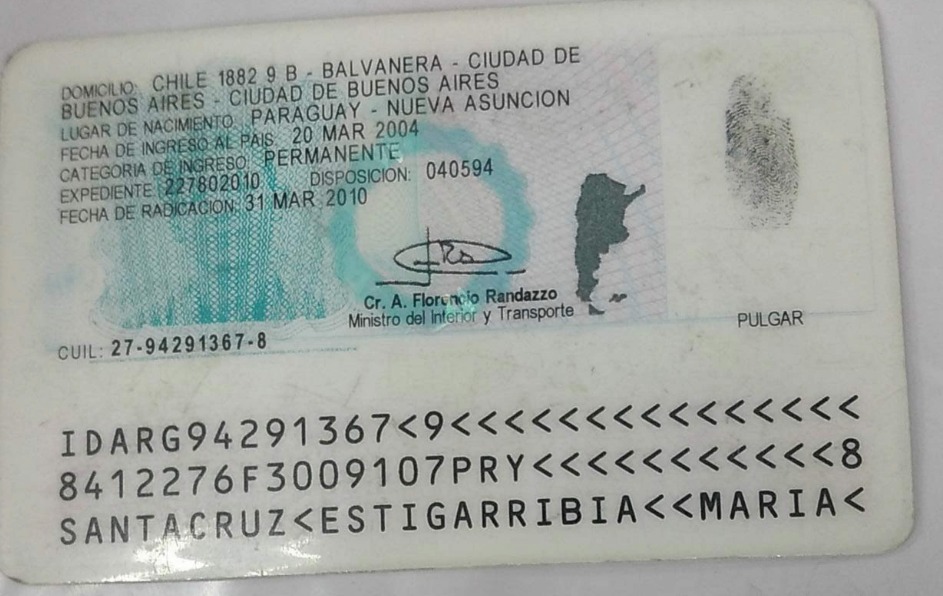 DOMICILIO: CHILE 1882 9 B - BALVANERA - CIUDAD DE
BUENOS AIRES - CIUDAD DE BUENOS AIRES
LUGAR DE NACIMIENTO: PARAGUAY - NUEVA ASUNCION
FECHA DE INGRESO AL PAIS: 20 MAR 2004
CATEGORIA DE INGRESO: PERMANENTE
EXPEDIENTE 227802010 DISPOSICION: 040594
FECHA DE RADICACION: 31 MAR 2010
Cr. A. Florencio Randazzo
Ministro del Interior y Transporte
PULGAR
CUIL: 27-94291367-8
IDARG94291367<9<<<<<<<<<<<<<<<
8412276F3009107PRY<<<<<<<<<<<8
SANTACRUZ<ESTIGARRIBIA<<MARIA<